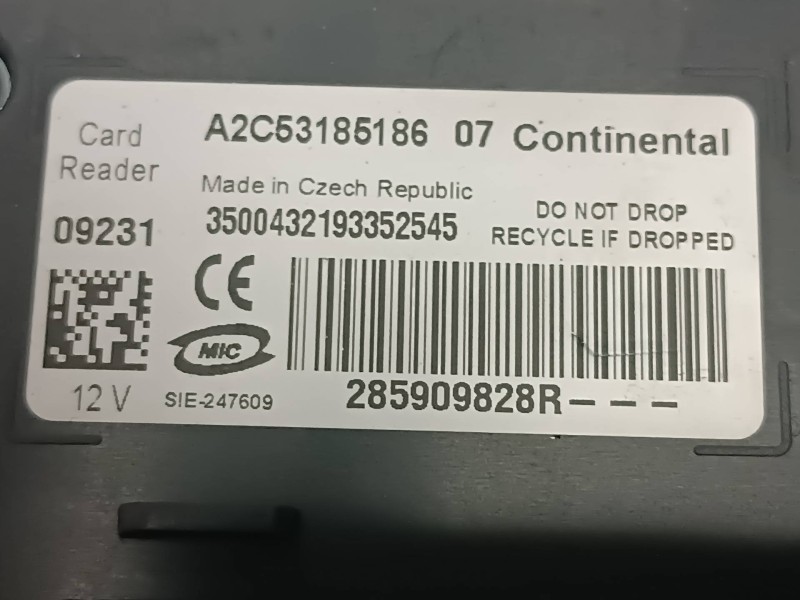 Card
Reader
09231
12 V
A2C53185186 07 Continental
Made in Czech Republic
3500432193352545
DO NOT DROP
RECYCLE IF DROPPED
CE
MIC
SIE-247609
285909828R---